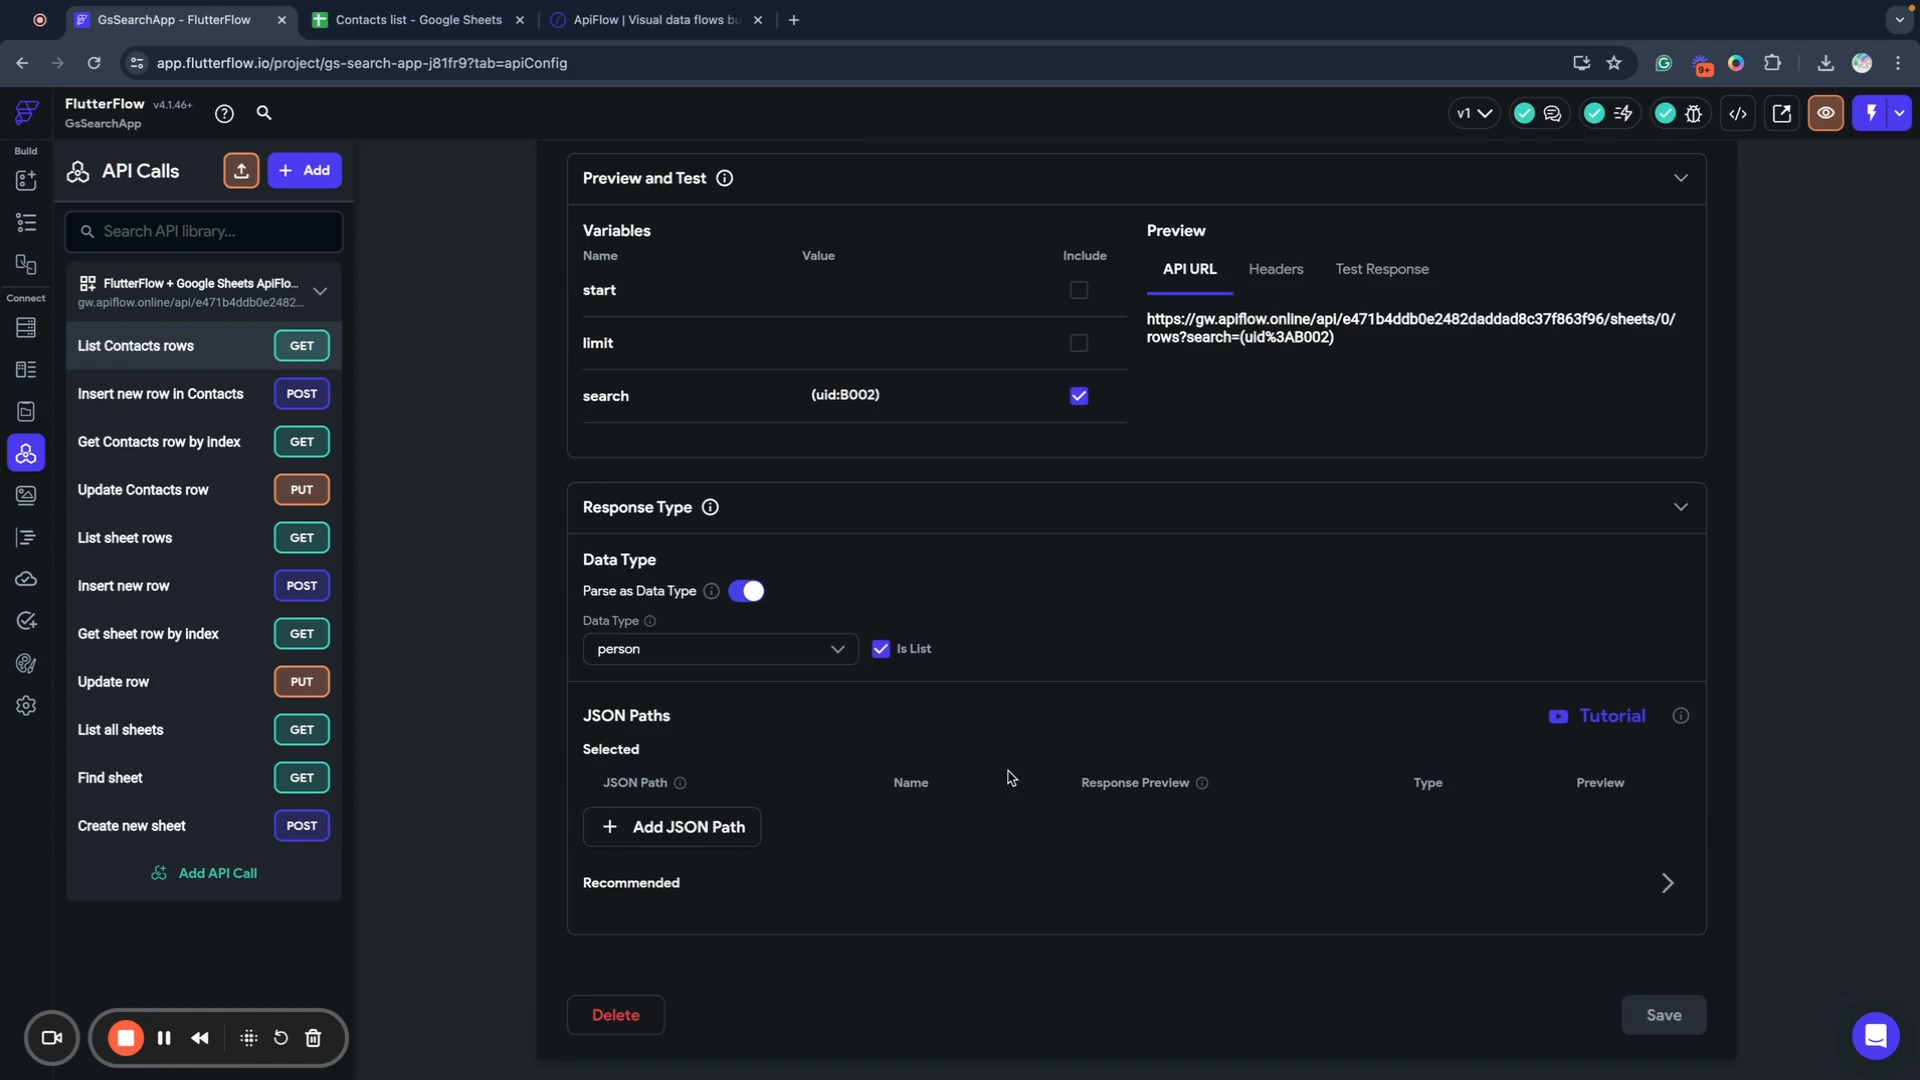 GsSearchApp - FlutterFlow
Contacts list - Google Sheets
ApiFlow | Visual data flows bu
app.flutterflow.io/project/gs-search-app-j81fr9?tab=apiConfig
9+
FlutterFlow v4.1.46+
GsSearchApp
v1
Build
Connect
API Calls
Add
Search API library...
FlutterFlow + Google Sheets ApiFlo...
gw.apiflow.online/api/e471b4ddb0e2482...
List Contacts rows GET
Insert new row in Contacts POST
Get Contacts row by index GET
Update Contacts row PUT
List sheet rows GET
Insert new row POST
Get sheet row by index GET
Update row PUT
List all sheets GET
Find sheet GET
Create new sheet POST
Add API Call
Preview and Test
Variables
Name Value Include
start
limit
search (uid:B002)
Preview
API URL Headers Test Response
https://gw.apiflow.online/api/e471b4ddb0e2482daddad8c37f863f96/sheets/0/
rows?search=(uid%3AB002)
Response Type
Data Type
Parse as Data Type
Data Type
person
Is List
JSON Paths
Tutorial
Selected
JSON Path Name Response Preview Type Preview
Add JSON Path
Recommended
Delete
Save